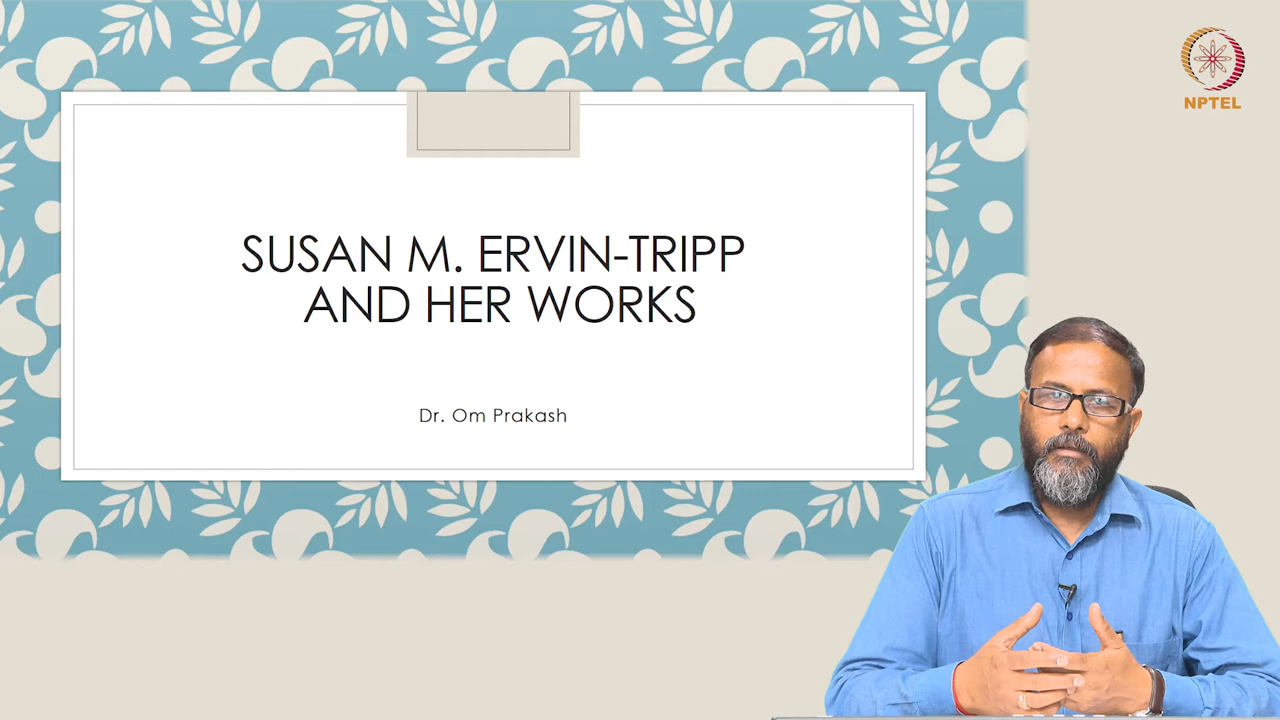 SUSAN M. ERVIN-TRIPP
AND HER WORKS
Dr. Om Prakash
NPTEL